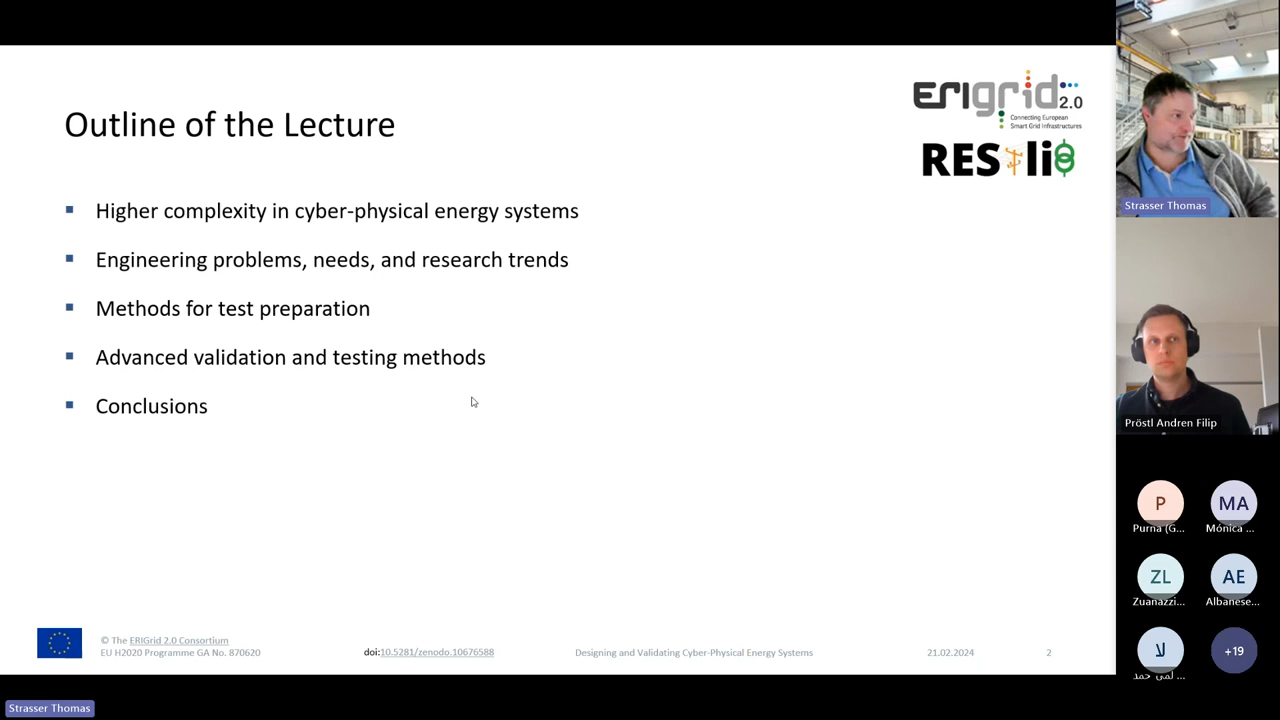 Outline of the Lecture
ERIgrid 2.0
Connecting European
Smart Grid Infrastructures
Higher complexity in cyber-physical energy systems
Engineering problems, needs, and research trends
Methods for test preparation
Advanced validation and testing methods
Conclusions
© The ERIGrid 2.0 Consortium
EU H2020 Programme GA No. 870620
doi:10.5281/zenodo.10676588
Designing and Validating Cyber-Physical Energy Systems
21.02.2024
2
Strasser Thomas
Pröstl Andren Filip
P
MA
Purna (G...
Mónica ...
ZL
AE
Zuanazzi...
Albanese...
+19
Strasser Thomas